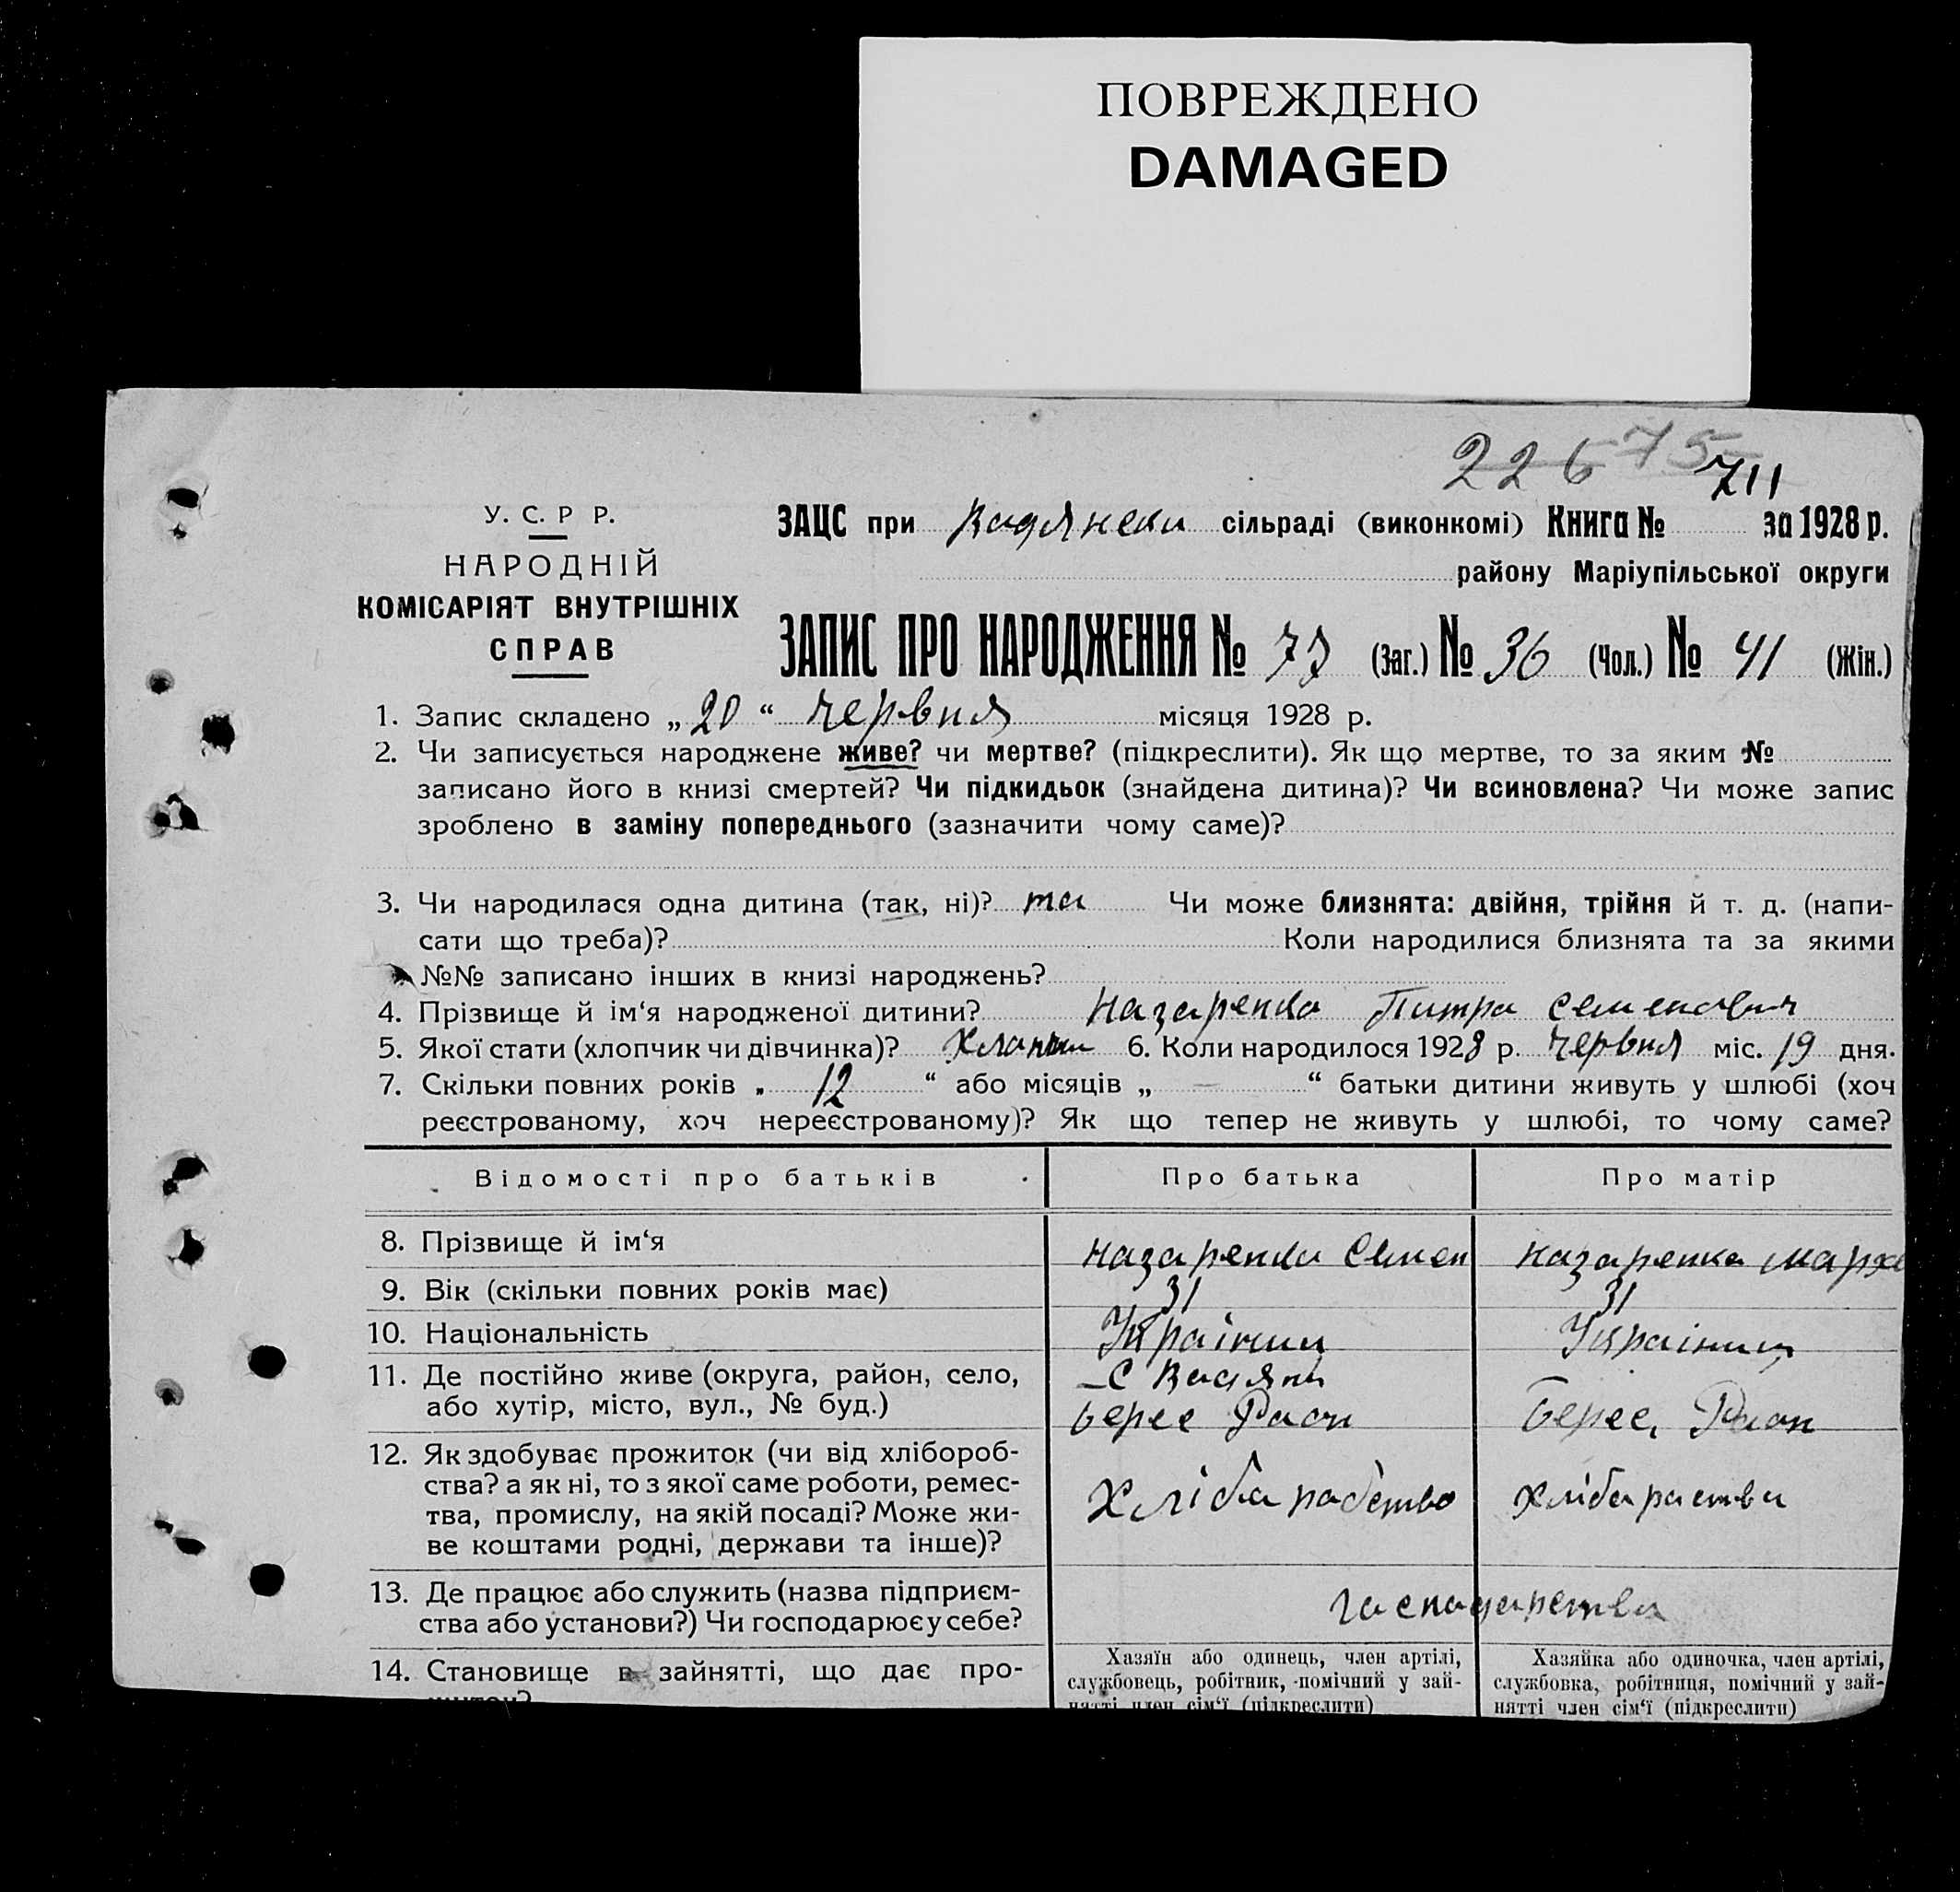 ПОВРЕЖДЕНО
DAMAGED
226 75
711
У. С. Р Р.
НАРОДНІЙ
КОМІСАРІЯТ ВНУТРІШНІХ
СПРАВ
ЗАЦС при сільраді (виконкомі) Книга № за 1928 р.
району Маріупільської округи
ЗАПИС ПРО НАРОДЖЕННЯ № (Заг.) № 36 (Чол.) № 41 (Жін.)
1. Запис складено „ 20 “ червня місяця 1928 р.
2. Чи записується народжене живе? чи мертве? (підкреслити). Як що мертве, то за яким №
записано його в книзі смертей? Чи підкидьок (знайдена дитина)? Чи всиновлена? Чи може запис
зроблено в заміну попереднього (зазначити чому саме)?
3. Чи народилася одна дитина (так, ні)? та Чи може близнята: двійня, трійня й т. д. (напи-
сати що треба)? Коли народилися близнята та за якими
№№ записано інших в книзі народжень?
4. Прізвище й ім‘я народженої дитини? Назаренко Питро
5. Якої стати (хлопчик чи дівчинка)? 6. Коли народилося 1928 р. червня міс. 19 дня.
7. Скільки повних років „ 12 “ або місяців „ — “ батьки дитини живуть у шлюбі (хоч
реєстрованому, хоч нереєстрованому)? Як що тепер не живуть у шлюбі, то чому саме?
Відомості про батьків Про батька Про матір
8. Прізвище й ім‘я Назаренко Семен Назаренка
9. Вік (скільки повних років має) 31 31
10. Національність
11. Де постійно живе (округа, район, село, с
або хутір, місто, вул., № буд.) Район Район
12. Як здобуває прожиток (чи від хлібороб-
ства? а як ні, то з якої саме роботи, ремес-
тва, промислу, на якій посаді? Може жи-
ве коштами родні, держави та інше)?
13. Де працює або служить (назва підприєм-
ства або установи?) Чи господарює у себе?
14. Становище в зайнятті, що дає про-
Хазяїн або одинець, член артілі,
службовець, робітник, помічний у зай-
нятті член сім‘ї (підкреслити)
Хазяйка або одиночка, член артілі,
службовка, робітниця, помічний у зай-
нятті член сім‘ї (підкреслити)